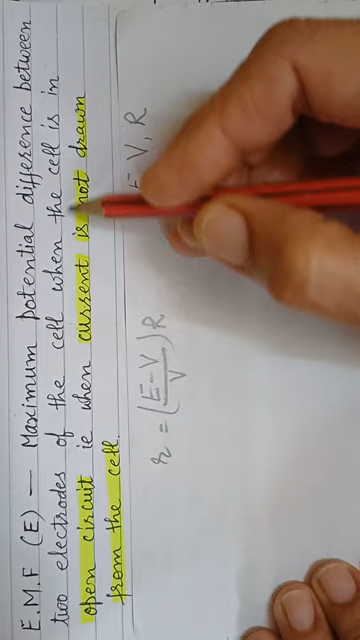 E.M.F (E) — Maximum potential difference between
two electrodes of the cell when the cell is in
open circuit ie when current is not drawn
from the cell.
E V, R
r = (E-V/V)R